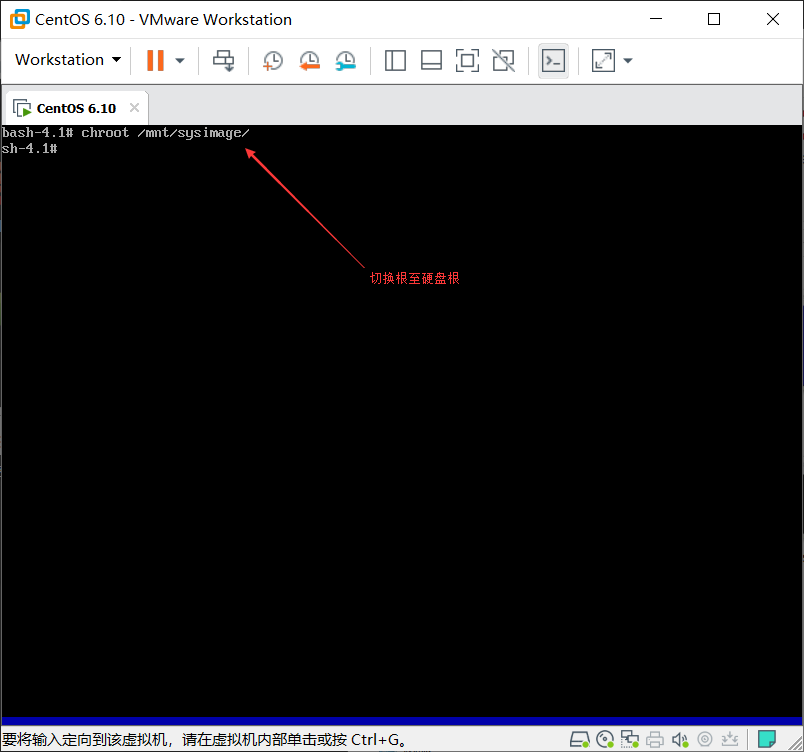 CentOS 6.10 - VMware Workstation
Workstation
CentOS 6.10
bash-4.1# chroot /mnt/sysimage/
sh-4.1#
切换根至硬盘根
要将输入定向到该虚拟机，请在虚拟机内部单击或按 Ctrl+G。